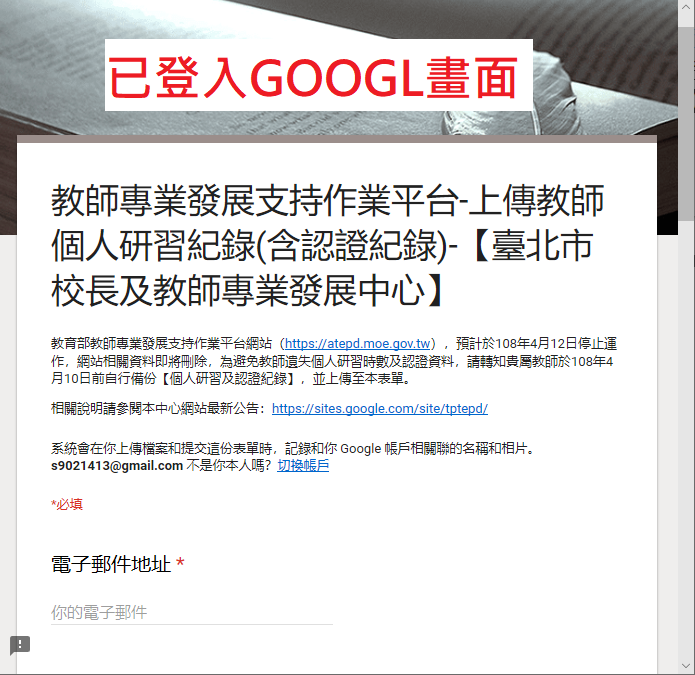 已登入GOOGL畫面
教師專業發展支持作業平台-上傳教師
個人研習紀錄(含認證紀錄)-【臺北市
校長及教師專業發展中心】
教育部教師專業發展支持作業平台網站（https://atepd.moe.gov.tw），預計於108年4月12日停止運
作，網站相關資料即將刪除，為避免教師遺失個人研習時數及認證資料，請轉知貴屬教師於108年4
月10日前自行備份【個人研習及認證紀錄】，並上傳至本表單。
相關說明請參閱本中心網站最新公告：https://sites.google.com/site/tptepd/
系統會在你上傳檔案和提交這份表單時，記錄和你 Google 帳戶相關聯的名稱和相片。
s9021413@gmail.com 不是你本人嗎？切換帳戶
*必填
電子郵件地址 *
你的電子郵件